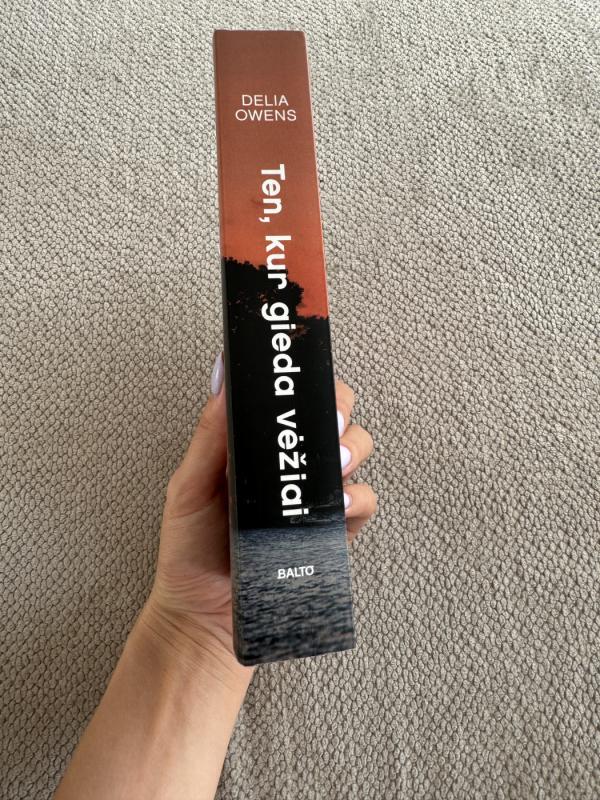 DELIA
OWENS
Ten, kur gieda vėžiai
BALTO